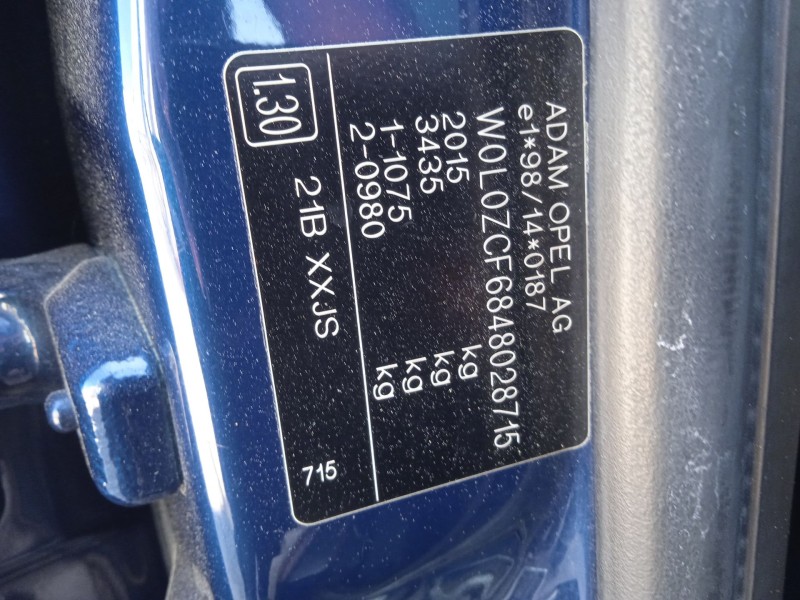 ADAM OPEL AG
e1*98/14*0187
W0L0ZCF6848028715
2015 kg
3435 kg
1-1075 kg
2-0980 kg
1.30 21B XXJS 715